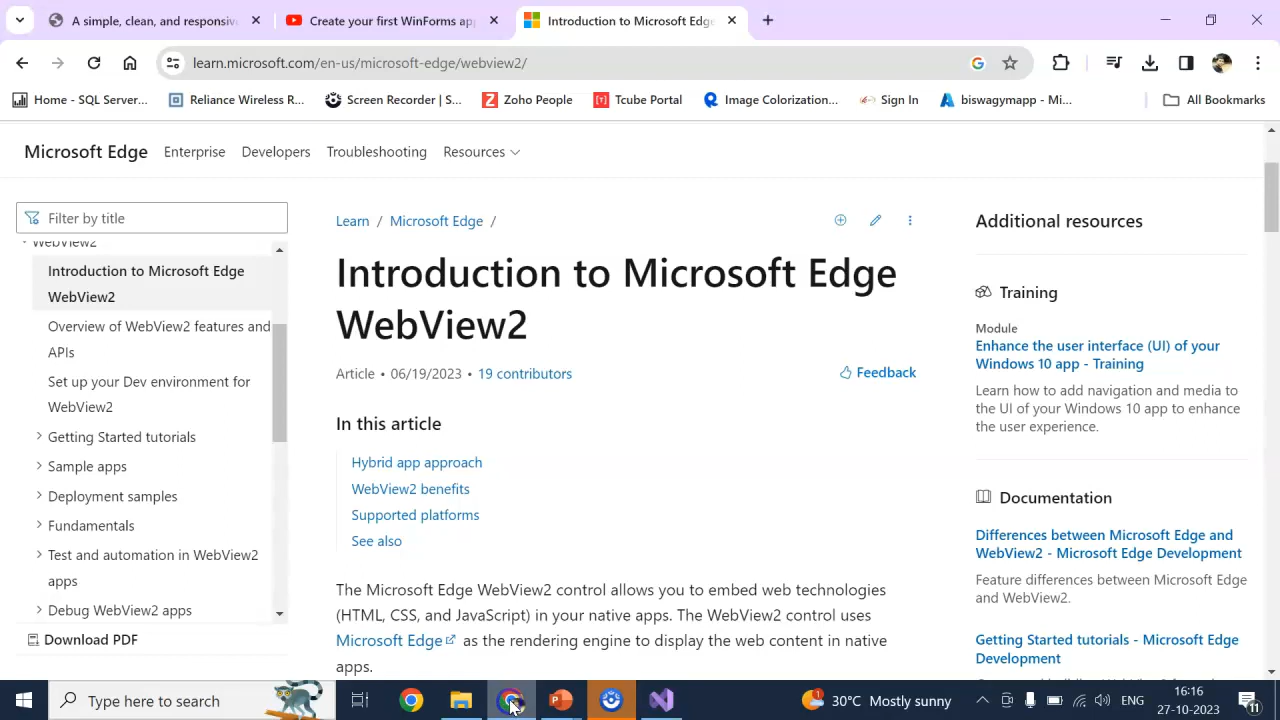 A simple, clean, and responsive
Create your first WinForms app
Introduction to Microsoft Edge
learn.microsoft.com/en-us/microsoft-edge/webview2/
Home - SQL Server...
Reliance Wireless R...
Screen Recorder | S...
Zoho People
Tcube Portal
Image Colorization...
Sign In
biswagymapp - Mi...
All Bookmarks
Microsoft Edge
Enterprise
Developers
Troubleshooting
Resources
Filter by title
WebView2
Introduction to Microsoft Edge
WebView2
Overview of WebView2 features and
APIs
Set up your Dev environment for
WebView2
Getting Started tutorials
Sample apps
Deployment samples
Fundamentals
Test and automation in WebView2
apps
Debug WebView2 apps
Download PDF
Learn / Microsoft Edge /
Introduction to Microsoft Edge
WebView2
Article • 06/19/2023 • 19 contributors
Feedback
In this article
Hybrid app approach
WebView2 benefits
Supported platforms
See also
The Microsoft Edge WebView2 control allows you to embed web technologies
(HTML, CSS, and JavaScript) in your native apps. The WebView2 control uses
Microsoft Edge as the rendering engine to display the web content in native
apps.
Additional resources
Training
Module
Enhance the user interface (UI) of your
Windows 10 app - Training
Learn how to add navigation and media to
the UI of your Windows 10 app to enhance
the user experience.
Documentation
Differences between Microsoft Edge and
WebView2 - Microsoft Edge Development
Feature differences between Microsoft Edge
and WebView2.
Getting Started tutorials - Microsoft Edge
Development
Type here to search
30°C Mostly sunny
ENG
16:16
27-10-2023
11